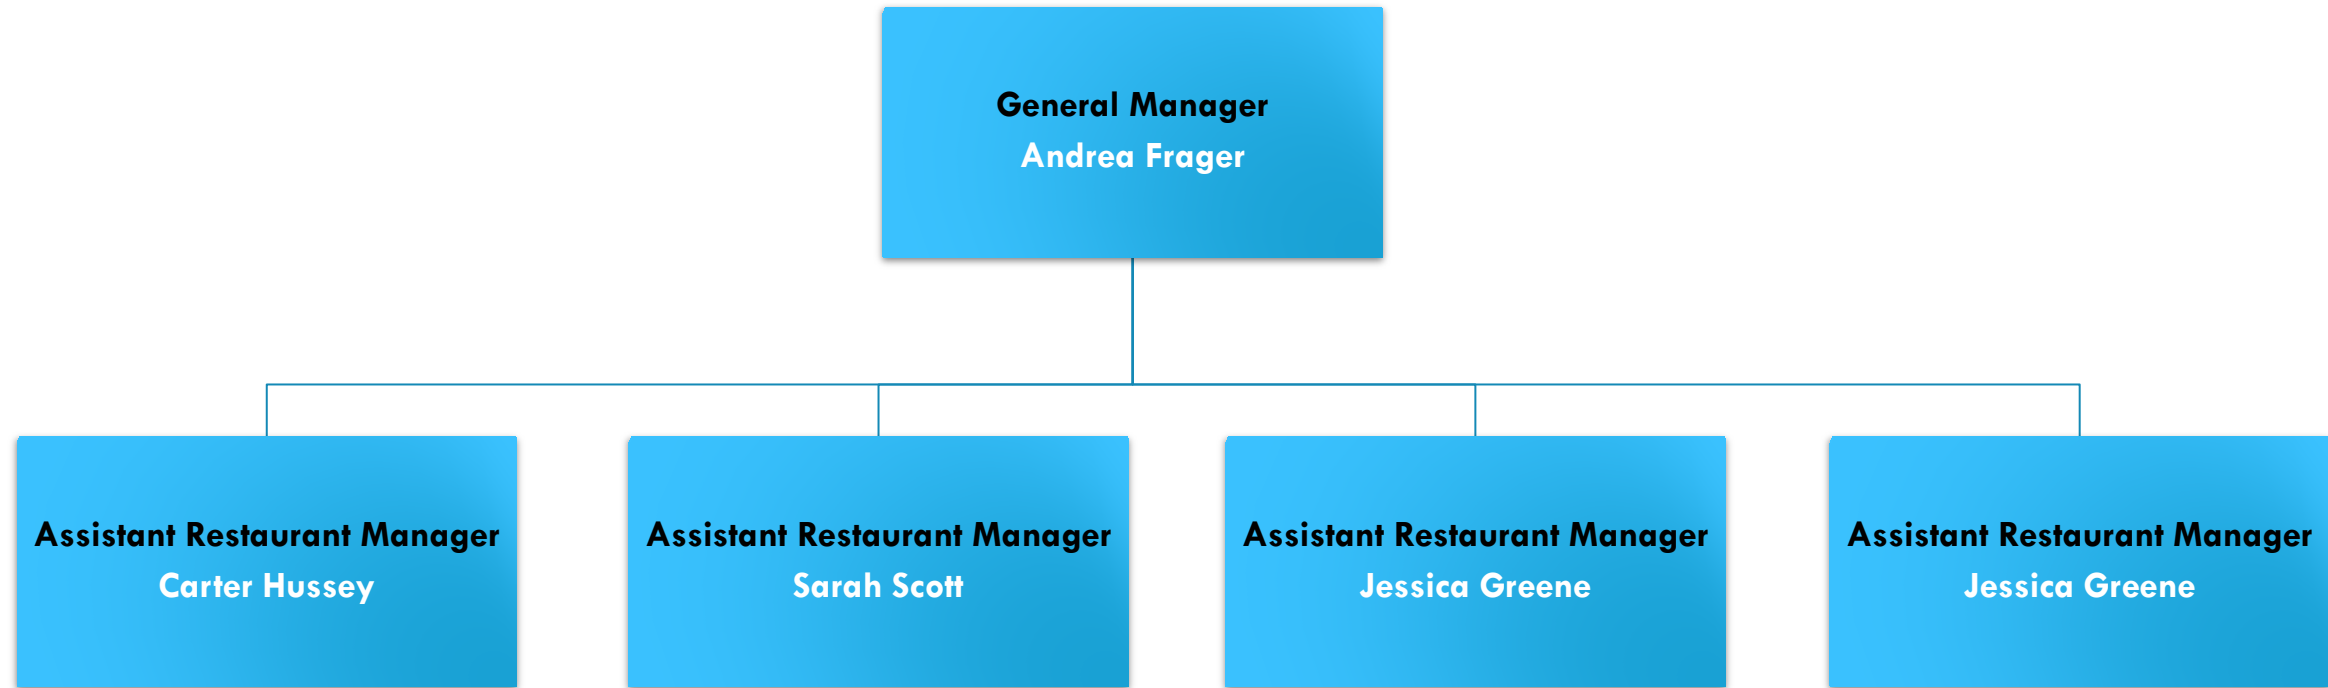 General Manager
Andrea Frager
Assistant Restaurant Manager
Carter Hussey
Assistant Restaurant Manager
Sarah Scott
Assistant Restaurant Manager
Jessica Greene
Assistant Restaurant Manager
Jessica Greene